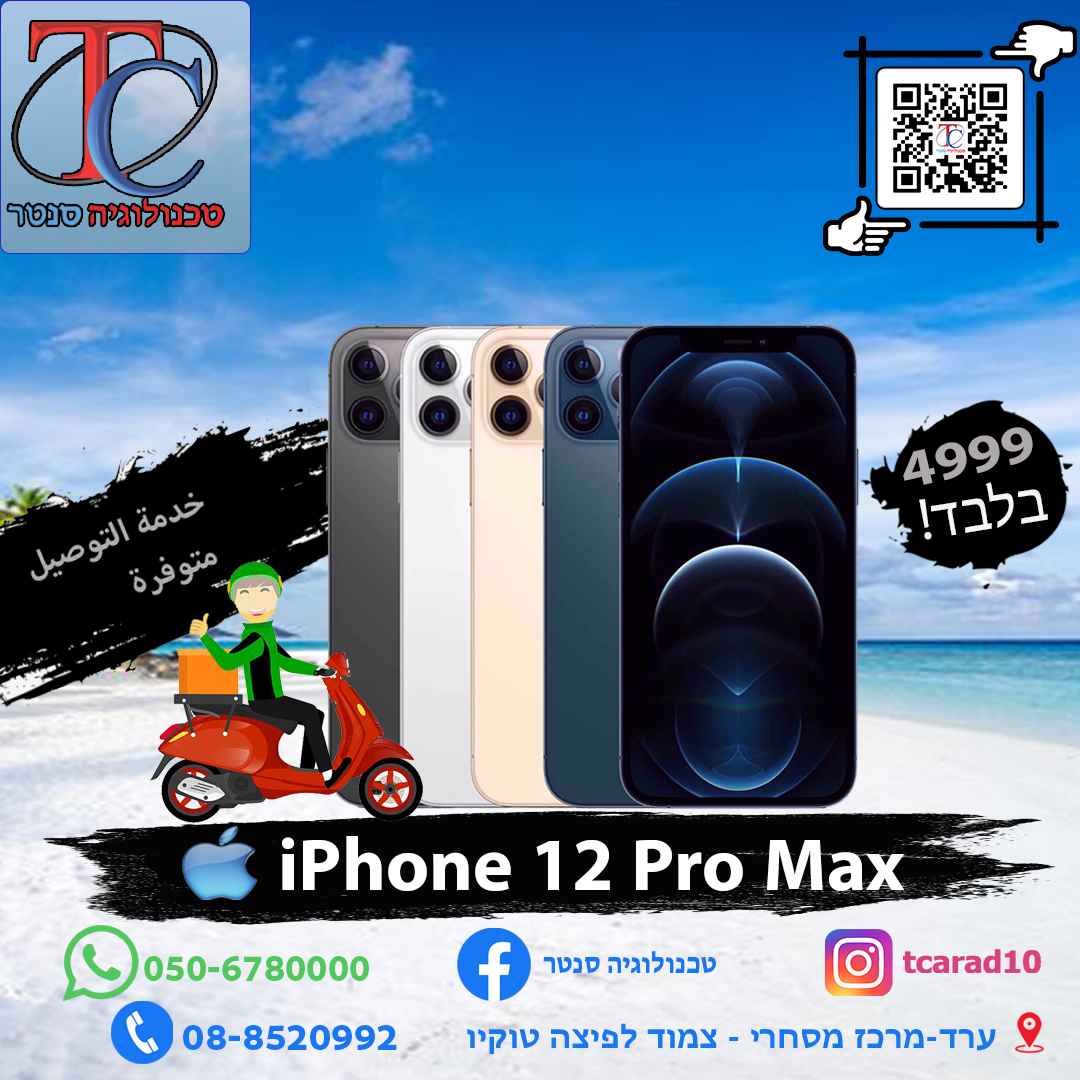 TC
טכנולוגיה סנטר
4999
בלבד!
خدمة التوصيل
متوفرة
iPhone 12 Pro Max
050-6780000
טכנולוגיה סנטר
tcarad10
08-8520992
ערד-מרכז מסחרי - צמוד לפיצה טוקיו